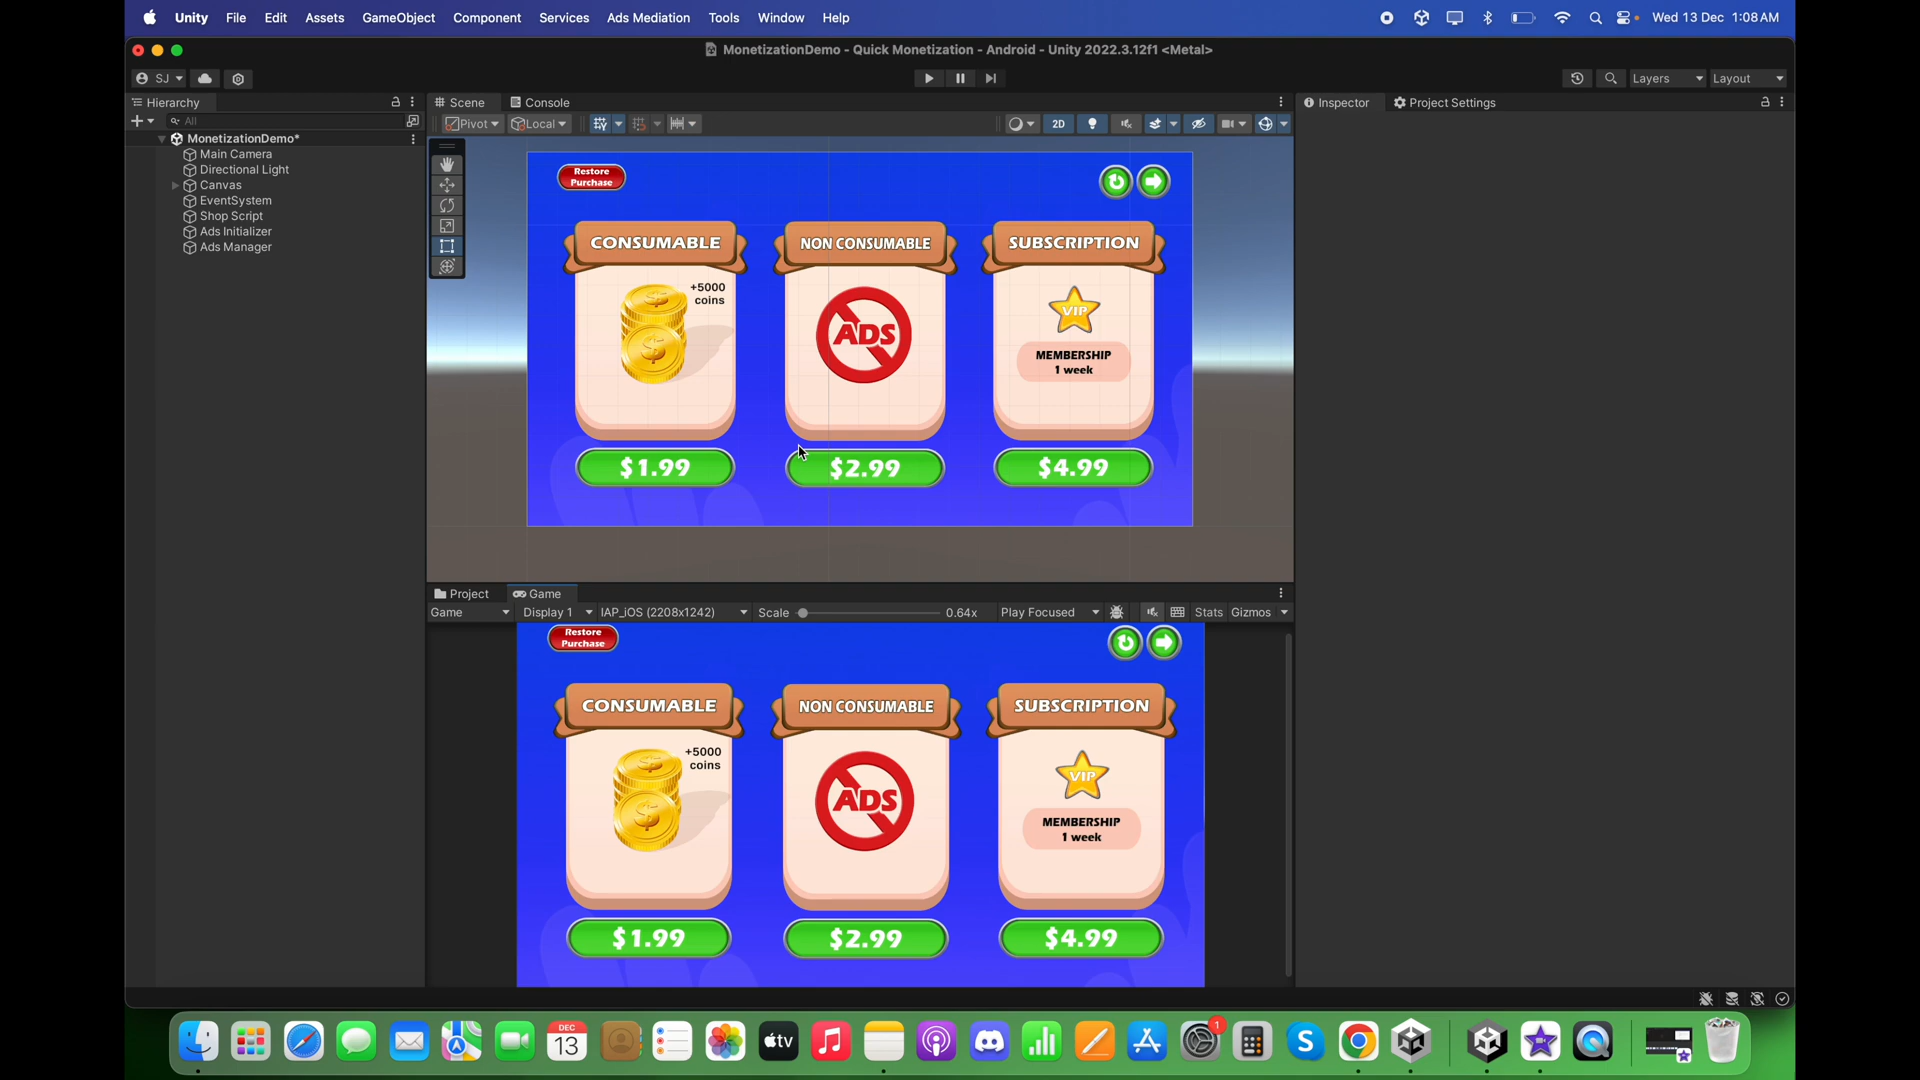 Unity File Edit Assets GameObject Component Services Ads Mediation Tools Window Help Wed 13 Dec 1:08 AM
MonetizationDemo - Quick Monetization - Android - Unity 2022.3.12f1 <Metal>
SJ Layers Layout
Hierarchy Scene Console Inspector Project Settings
All Pivot Local 2D
MonetizationDemo*
Main Camera
Directional Light
Canvas
EventSystem
Shop Script
Ads Initializer
Ads Manager
Restore
Purchase
CONSUMABLE NON CONSUMABLE SUBSCRIPTION
+5000
coins
ADS
VIP
MEMBERSHIP
1 week
$1.99 $2.99 $4.99
Project Game
Game Display 1 IAP_iOS (2208x1242) Scale 0.64x Play Focused Stats Gizmos
Restore
Purchase
CONSUMABLE NON CONSUMABLE SUBSCRIPTION
+5000
coins
ADS
VIP
MEMBERSHIP
1 week
$1.99 $2.99 $4.99
DEC
13
tv
1